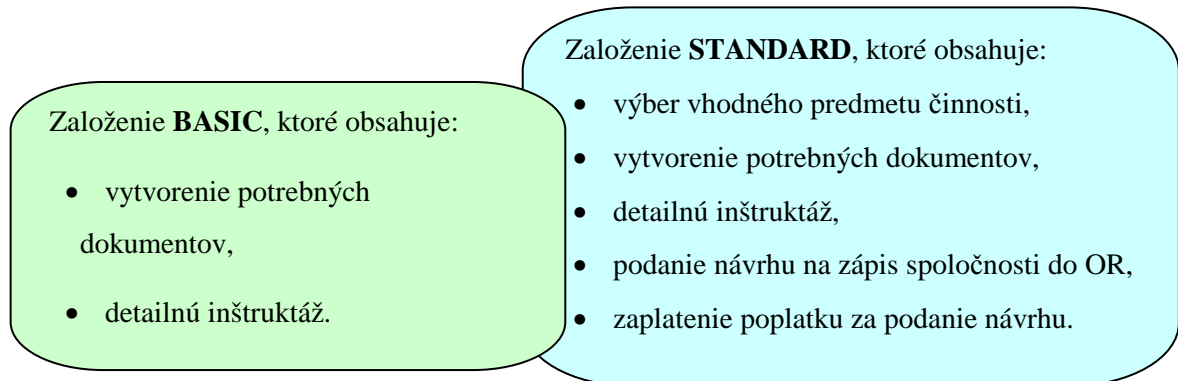 Založenie BASIC, ktoré obsahuje:
• vytvorenie potrebných
dokumentov,
• detailnú inštruktáž.
Založenie STANDARD, ktoré obsahuje:
• výber vhodného predmetu činnosti,
• vytvorenie potrebných dokumentov,
• detailnú inštruktáž,
• podanie návrhu na zápis spoločnosti do OR,
• zaplatenie poplatku za podanie návrhu.